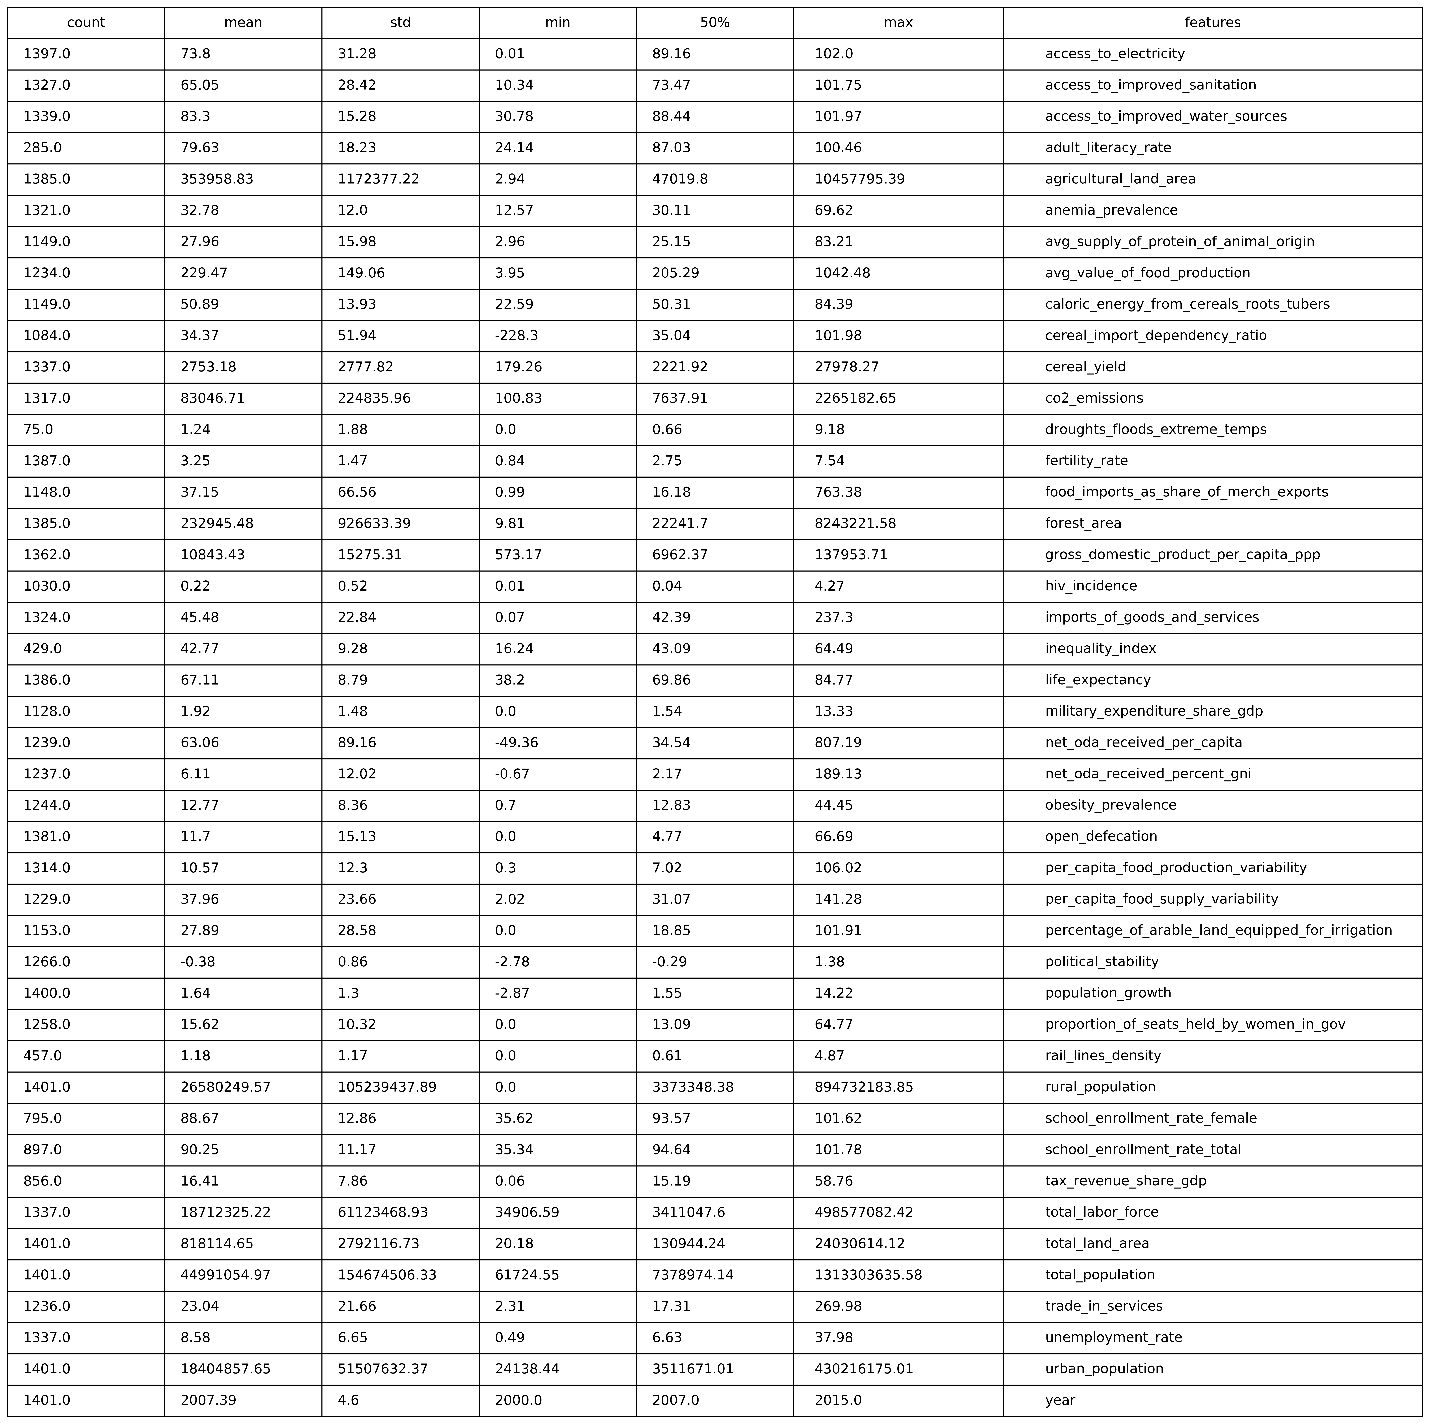 count mean std min 50% max features
1397.0 73.8 31.28 0.01 89.16 102.0 access_to_electricity
1327.0 65.05 28.42 10.34 73.47 101.75 access_to_improved_sanitation
1339.0 83.3 15.28 30.78 88.44 101.97 access_to_improved_water_sources
285.0 79.63 18.23 24.14 87.03 100.46 adult_literacy_rate
1385.0 353958.83 1172377.22 2.94 47019.8 10457795.39 agricultural_land_area
1321.0 32.78 12.0 12.57 30.11 69.62 anemia_prevalence
1149.0 27.96 15.98 2.96 25.15 83.21 avg_supply_of_protein_of_animal_origin
1234.0 229.47 149.06 3.95 205.29 1042.48 avg_value_of_food_production
1149.0 50.89 13.93 22.59 50.31 84.39 caloric_energy_from_cereals_roots_tubers
1084.0 34.37 51.94 -228.3 35.04 101.98 cereal_import_dependency_ratio
1337.0 2753.18 2777.82 179.26 2221.92 27978.27 cereal_yield
1317.0 83046.71 224835.96 100.83 7637.91 2265182.65 co2_emissions
75.0 1.24 1.88 0.0 0.66 9.18 droughts_floods_extreme_temps
1387.0 3.25 1.47 0.84 2.75 7.54 fertility_rate
1148.0 37.15 66.56 0.99 16.18 763.38 food_imports_as_share_of_merch_exports
1385.0 232945.48 926633.39 9.81 22241.7 8243221.58 forest_area
1362.0 10843.43 15275.31 573.17 6962.37 137953.71 gross_domestic_product_per_capita_ppp
1030.0 0.22 0.52 0.01 0.04 4.27 hiv_incidence
1324.0 45.48 22.84 0.07 42.39 237.3 imports_of_goods_and_services
429.0 42.77 9.28 16.24 43.09 64.49 inequality_index
1386.0 67.11 8.79 38.2 69.86 84.77 life_expectancy
1128.0 1.92 1.48 0.0 1.54 13.33 military_expenditure_share_gdp
1239.0 63.06 89.16 -49.36 34.54 807.19 net_oda_received_per_capita
1237.0 6.11 12.02 -0.67 2.17 189.13 net_oda_received_percent_gni
1244.0 12.77 8.36 0.7 12.83 44.45 obesity_prevalence
1381.0 11.7 15.13 0.0 4.77 66.69 open_defecation
1314.0 10.57 12.3 0.3 7.02 106.02 per_capita_food_production_variability
1229.0 37.96 23.66 2.02 31.07 141.28 per_capita_food_supply_variability
1153.0 27.89 28.58 0.0 18.85 101.91 percentage_of_arable_land_equipped_for_irrigation
1266.0 -0.38 0.86 -2.78 -0.29 1.38 political_stability
1400.0 1.64 1.3 -2.87 1.55 14.22 population_growth
1258.0 15.62 10.32 0.0 13.09 64.77 proportion_of_seats_held_by_women_in_gov
457.0 1.18 1.17 0.0 0.61 4.87 rail_lines_density
1401.0 26580249.57 105239437.89 0.0 3373348.38 894732183.85 rural_population
795.0 88.67 12.86 35.62 93.57 101.62 school_enrollment_rate_female
897.0 90.25 11.17 35.34 94.64 101.78 school_enrollment_rate_total
856.0 16.41 7.86 0.06 15.19 58.76 tax_revenue_share_gdp
1337.0 18712325.22 61123468.93 34906.59 3411047.6 498577082.42 total_labor_force
1401.0 818114.65 2792116.73 20.18 130944.24 24030614.12 total_land_area
1401.0 44991054.97 154674506.33 61724.55 7378974.14 1313303635.58 total_population
1236.0 23.04 21.66 2.31 17.31 269.98 trade_in_services
1337.0 8.58 6.65 0.49 6.63 37.98 unemployment_rate
1401.0 18404857.65 51507632.37 24138.44 3511671.01 430216175.01 urban_population
1401.0 2007.39 4.6 2000.0 2007.0 2015.0 year